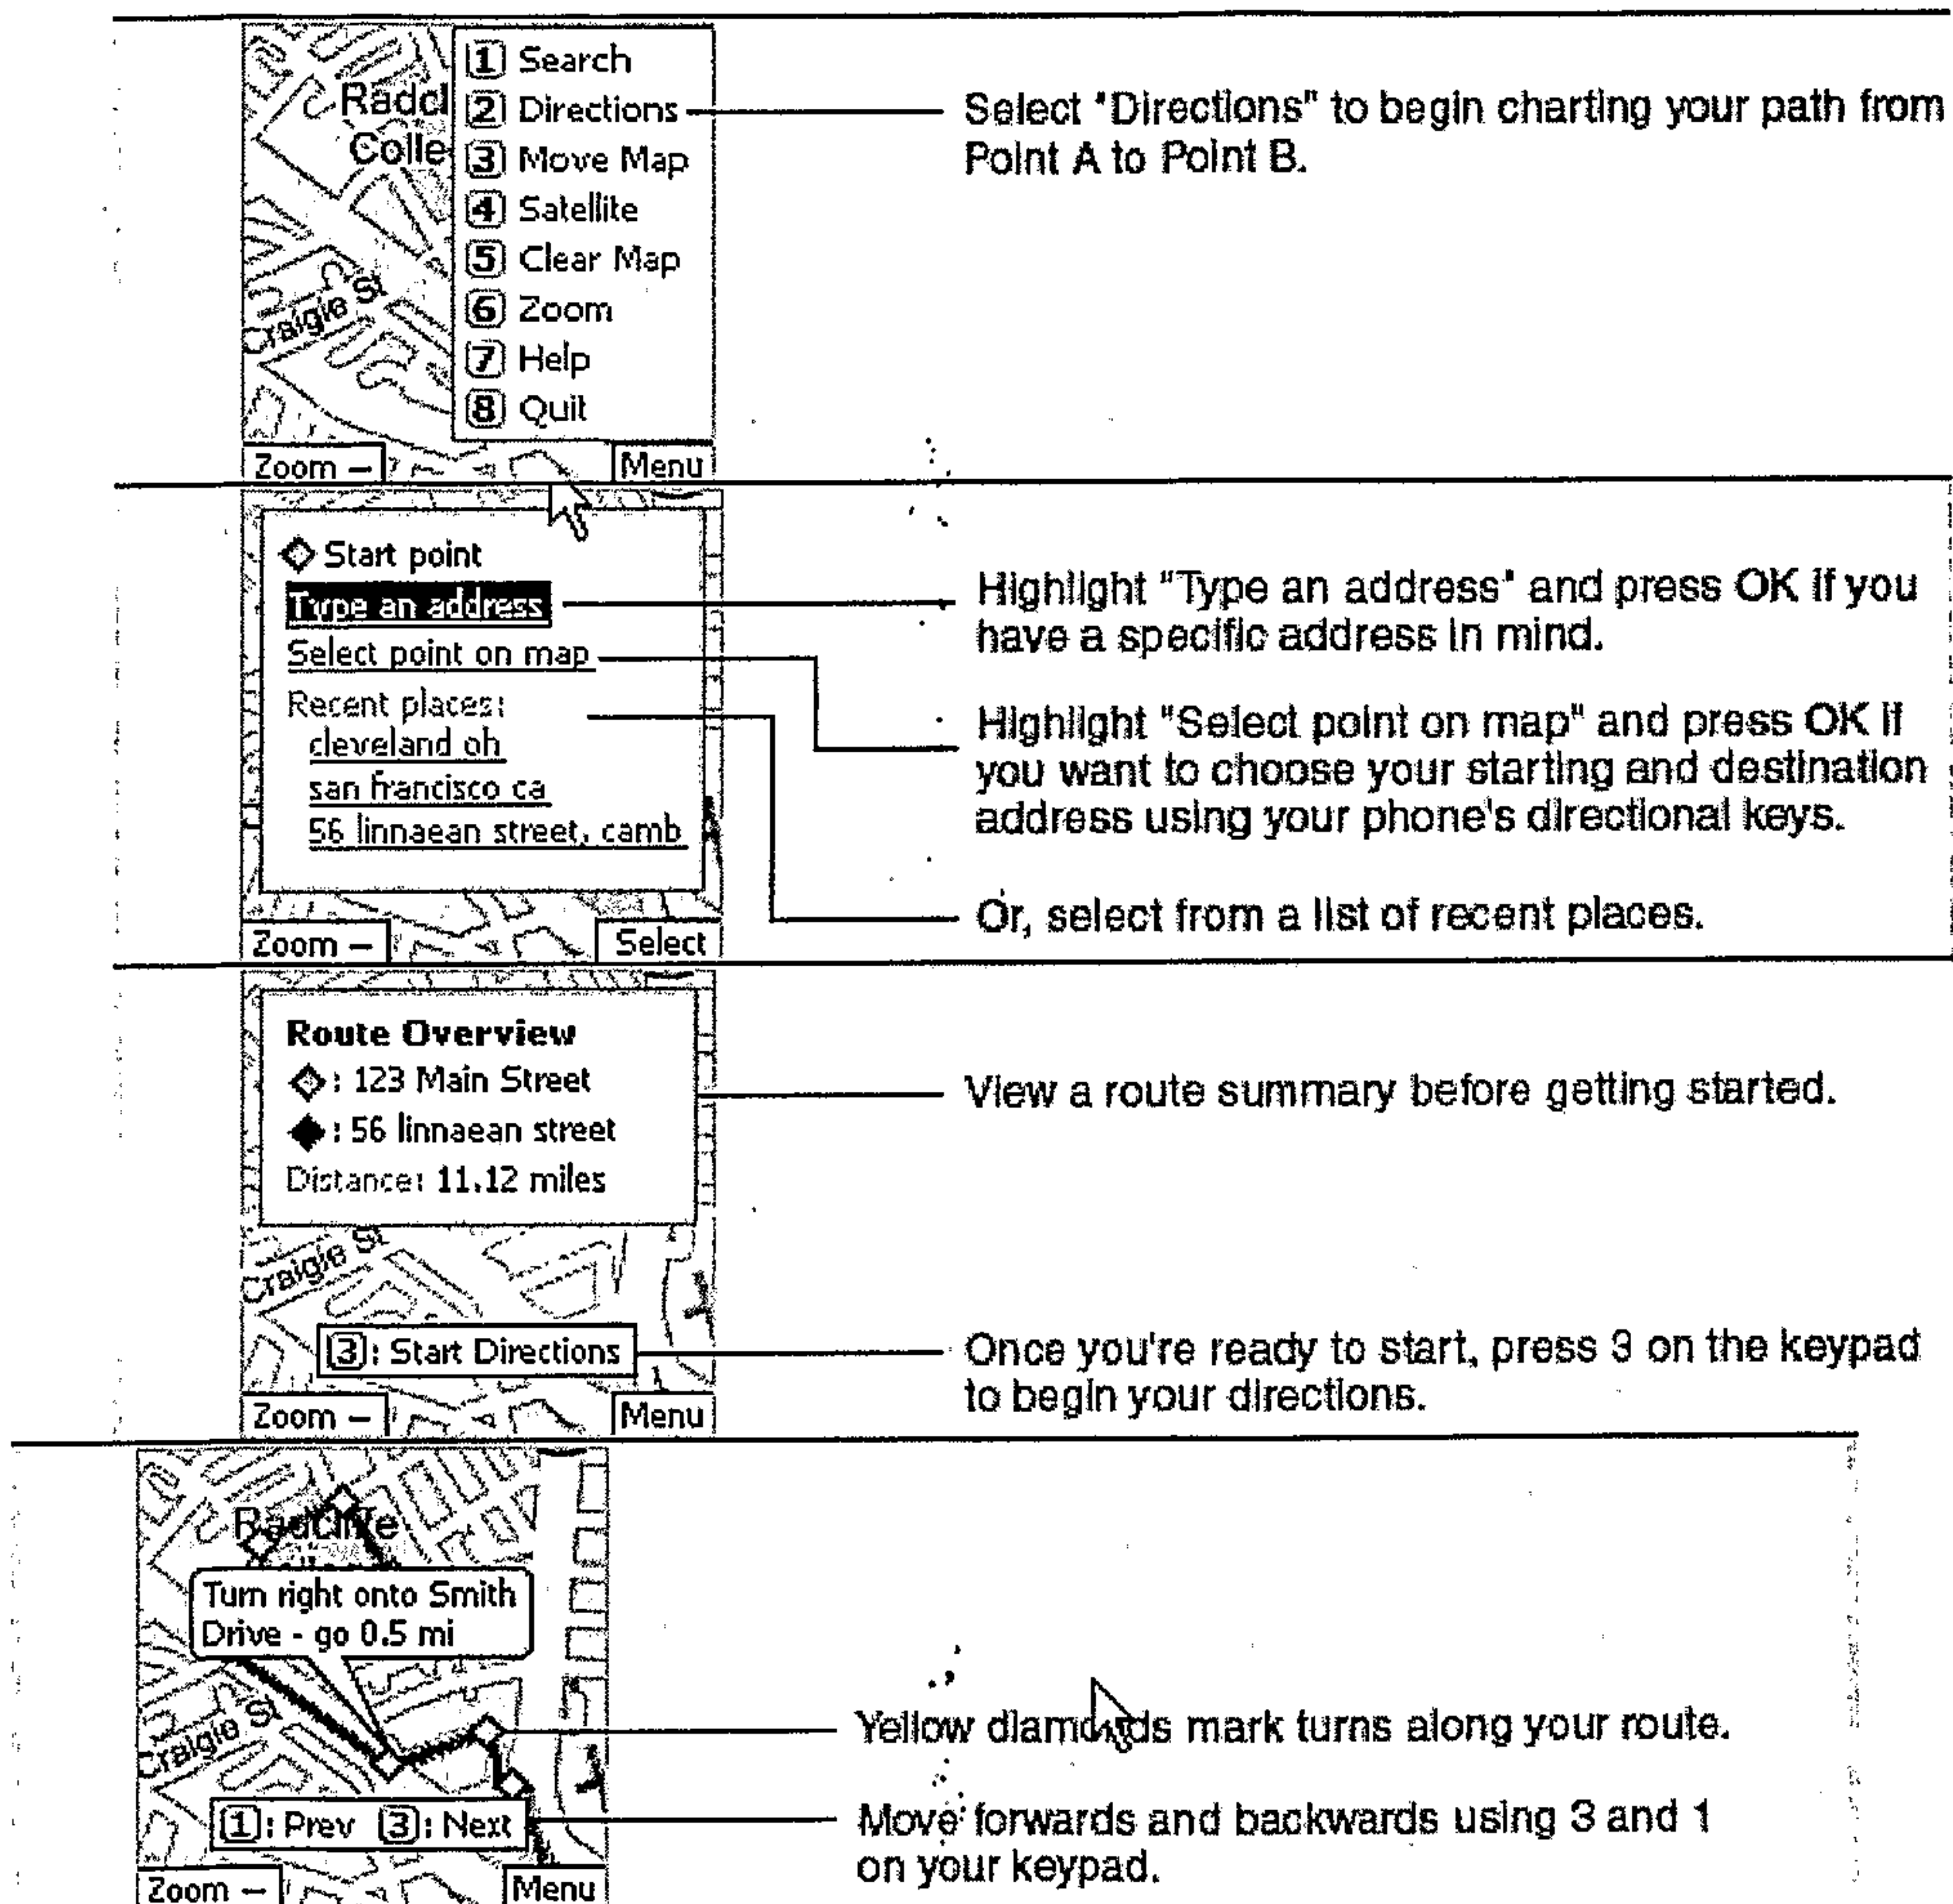 Raddl
Colle
Craigie St
1 Search
2 Directions
3 Move Map
4 Satellite
5 Clear Map
6 Zoom
7 Help
8 Quit
Zoom –
Menu
Select "Directions" to begin charting your path from
Point A to Point B.
Start point
Type an address
Select point on map
Recent places:
cleveland oh
san francisco ca
56 linnaean street, camb
Zoom –
Select
Highlight "Type an address" and press OK if you
have a specific address in mind.
Highlight "Select point on map" and press OK if
you want to choose your starting and destination
address using your phone's directional keys.
Or, select from a list of recent places.
Route Overview
: 123 Main Street
: 56 linnaean street
Distance: 11.12 miles
Craigie St
3: Start Directions
Zoom –
Menu
View a route summary before getting started.
Once you're ready to start, press 3 on the keypad
to begin your directions.
Radcliffe
Turn right onto Smith
Drive - go 0.5 mi
Craigie St
1: Prev 3: Next
Zoom –
Menu
Yellow diamonds mark turns along your route.
Move forwards and backwards using 3 and 1
on your keypad.